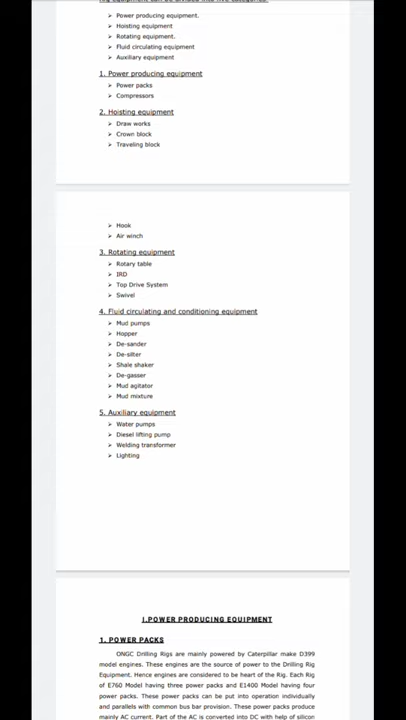 Rig equipment can be divided into five categories.
➢ Power producing equipment.
➢ Hoisting equipment
➢ Rotating equipment.
➢ Fluid circulating equipment
➢ Auxiliary equipment
1. Power producing equipment
➢ Power packs
➢ Compressors
2. Hoisting equipment
➢ Draw works
➢ Crown block
➢ Traveling block
➢ Hook
➢ Air winch
3. Rotating equipment
➢ Rotary table
➢ IRD
➢ Top Drive System
➢ Swivel
4. Fluid circulating and conditioning equipment
➢ Mud pumps
➢ Hopper
➢ De-sander
➢ De-silter
➢ Shale shaker
➢ De-gasser
➢ Mud agitator
➢ Mud mixture
5. Auxiliary equipment
➢ Water pumps
➢ Diesel lifting pump
➢ Welding transformer
➢ Lighting
I.POWER PRODUCING EQUIPMENT
1. POWER PACKS
ONGC Drilling Rigs are mainly powered by Caterpillar make D399
model engines. These engines are the source of power to the Drilling Rig
Equipment. Hence engines are considered to be heart of the Rig. Each Rig
of E760 Model having three power packs and E1400 Model having four
power packs. These power packs can be put into operation individually
and parallels with common bus bar provision. These power packs produce
mainly AC current. Part of the AC is converted into DC with help of silicon